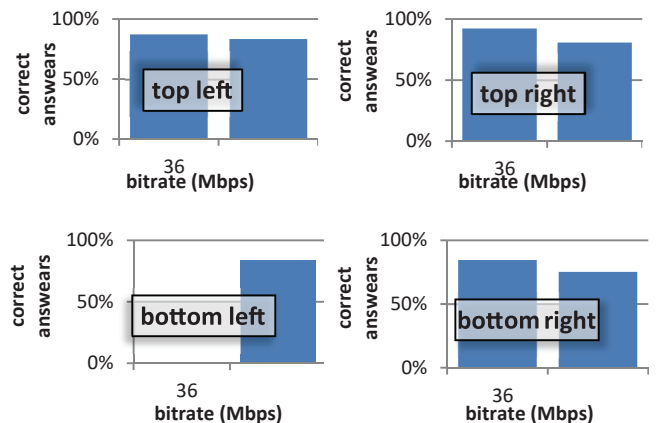 100%
50%
0%
correct
answears
top left
36
bitrate (Mbps)
100%
50%
0%
correct
answears
top right
36
bitrate (Mbps)
100%
50%
0%
correct
answears
bottom left
36
bitrate (Mbps)
100%
50%
0%
correct
answears
bottom right
36
bitrate (Mbps)